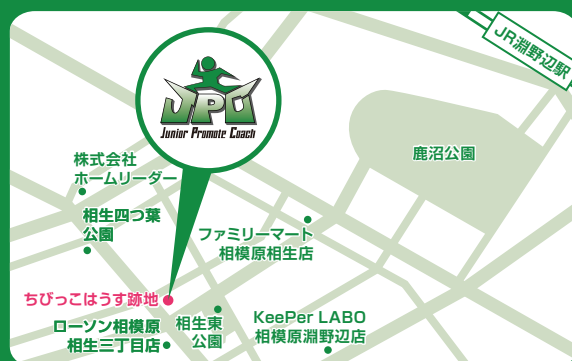 JR淵野辺駅
JPC
Junior Promote Coach
鹿沼公園
株式会社
ホームリーダー
相生四つ葉
公園
ファミリーマート
相模原相生店
ちびっこはうす跡地
ローソン相模原
相生三丁目店
相生東
公園
KeePer LABO
相模原淵野辺店